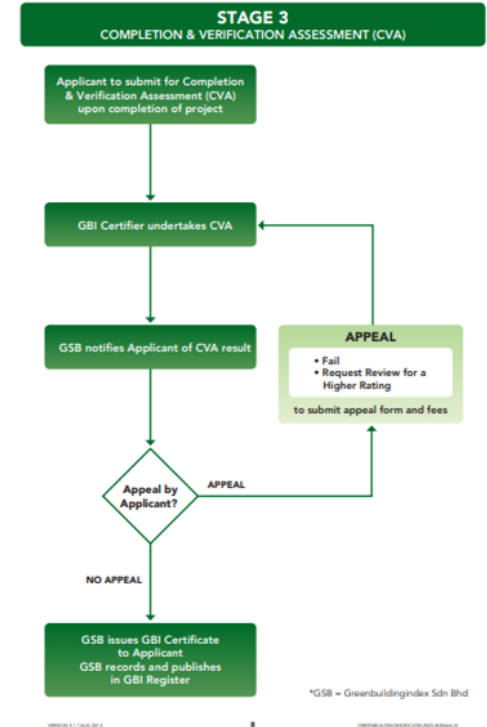 STAGE 3
COMPLETION & VERIFICATION ASSESSMENT (CVA)
Applicant to submit for Completion
& Verification Assessment (CVA)
upon completion of project
GBI Certifier undertakes CVA
GSB notifies Applicant of CVA result
APPEAL
• Fail
• Request Review for a
Higher Rating
to submit appeal form and fees
Appeal by
Applicant?
APPEAL
NO APPEAL
GSB issues GBI Certificate
to Applicant
GSB records and publishes
in GBI Register
*GSB = Greenbuildingindex Sdn Bhd
8